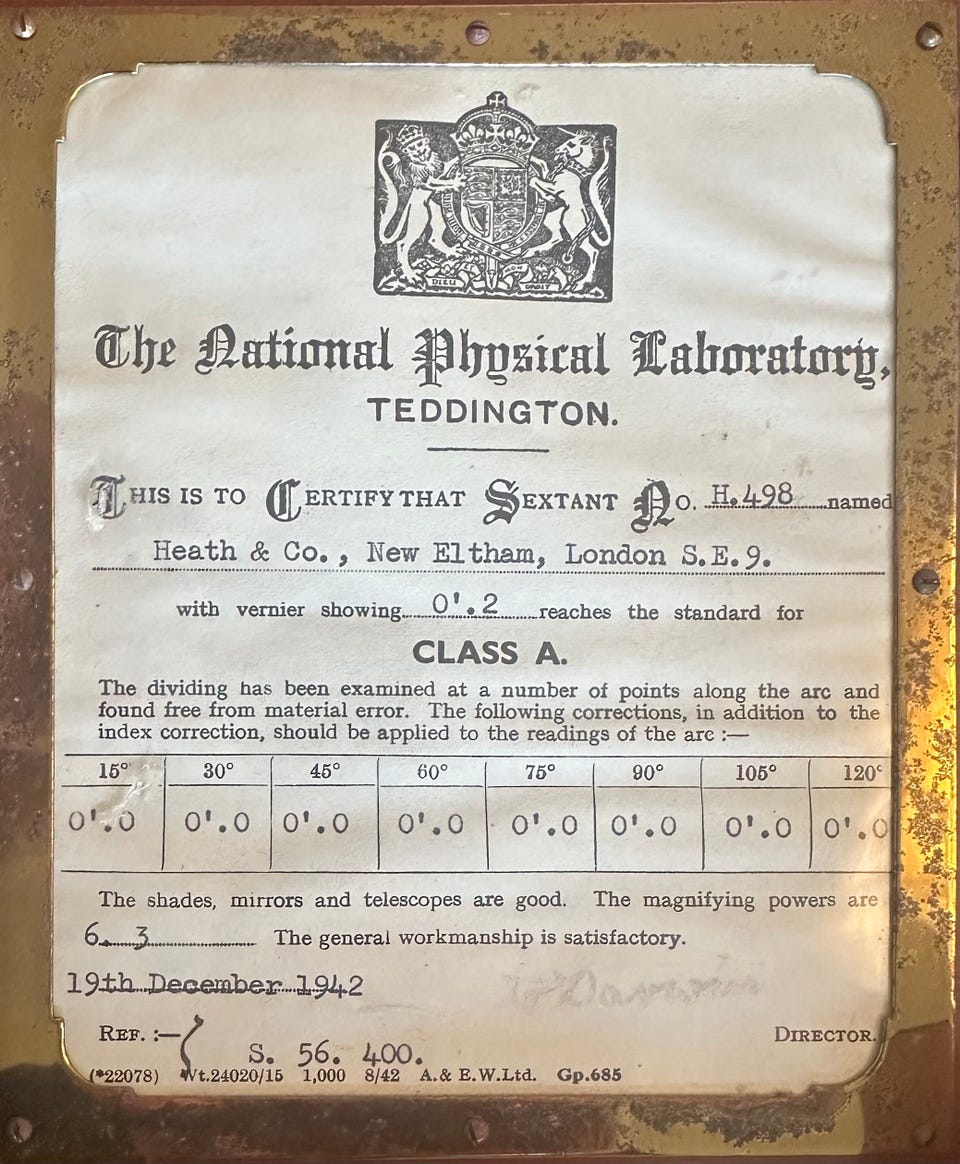 DIEU
MON
DROIT
The National Physical Laboratory,
TEDDINGTON.
THIS IS TO CERTIFY THAT SEXTANT No. H.498 named
Heath & Co., New Eltham, London S.E.9.
with vernier showing 0'.2 reaches the standard for
CLASS A.
The dividing has been examined at a number of points along the arc and
found free from material error. The following corrections, in addition to the
index correction, should be applied to the readings of the arc :—
15° 30° 45° 60° 75° 90° 105° 120°
0'.0 0'.0 0'.0 0'.0 0'.0 0'.0 0'.0 0'.0
The shades, mirrors and telescopes are good. The magnifying powers are
6. 3 The general workmanship is satisfactory.
19th December 1942
REF. :—
DIRECTOR.
S. 56. 400.
(*22078) Wt.24020/15 1,000 8/42 A. & E.W.Ltd. Gp.685